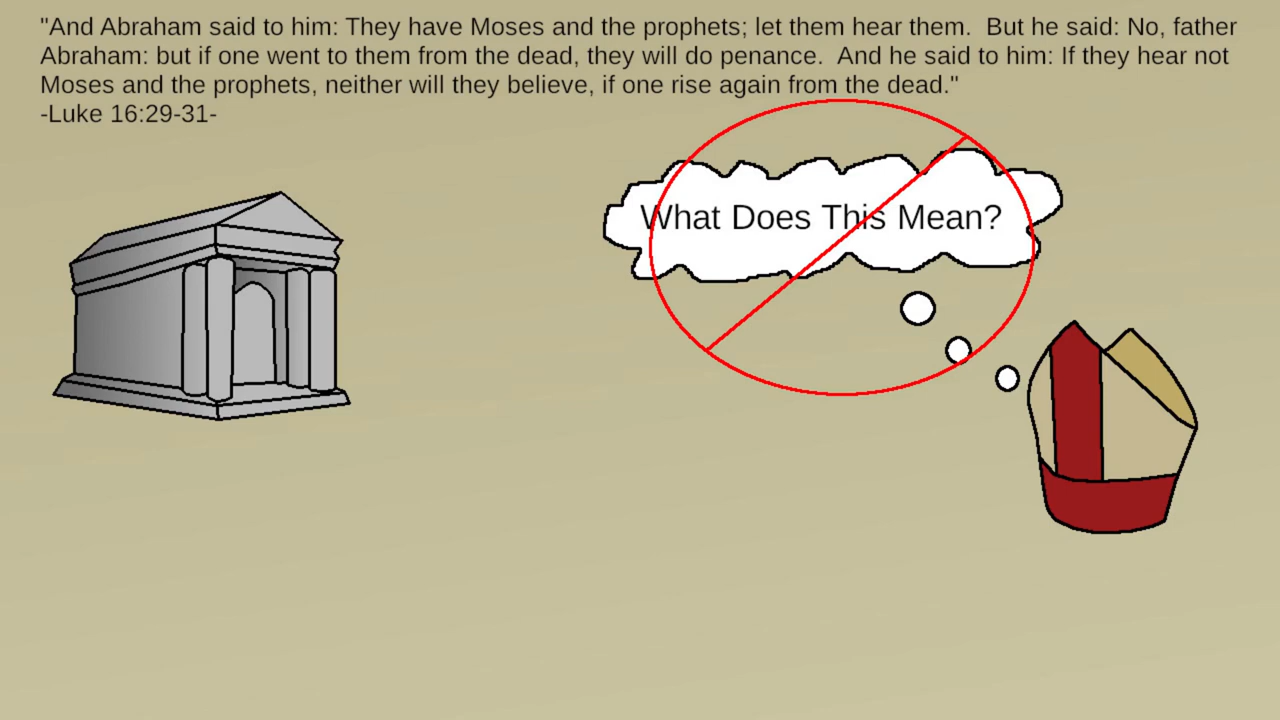 "And Abraham said to him: They have Moses and the prophets; let them hear them.  But he said: No, father
Abraham: but if one went to them from the dead, they will do penance.  And he said to him: If they hear not
Moses and the prophets, neither will they believe, if one rise again from the dead."
-Luke 16:29-31-
What Does This Mean?